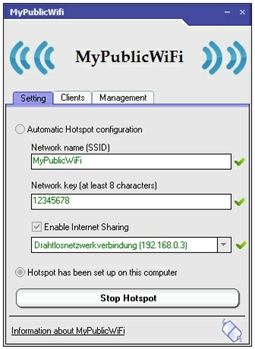 MyPublicWiFi
MyPublicWiFi
Setting Clients Management
Automatic Hotspot configuration
Network name (SSID)
MyPublicWiFi
Network key (at least 8 characters)
12345678
Enable Internet Sharing
Drahtlosnetzwerkverbindung (192.168.0.3)
Hotspot has been set up on this computer
Stop Hotspot
Information about MyPublicWiFi